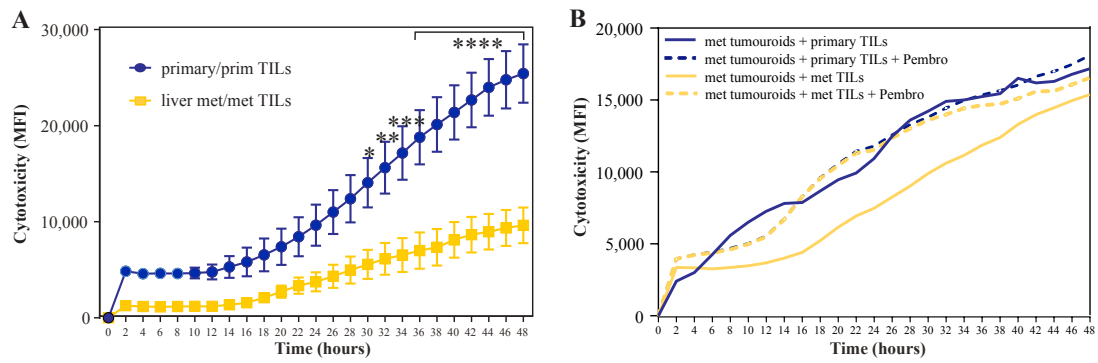 A
30,000
20,000
10,000
0
Cytotoxicity (MFI)
primary/prim TILs
liver met/met TILs
*
**
***
****
0 2 4 6 8 10 12 14 16 18 20 22 24 26 28 30 32 34 36 38 40 42 44 46 48
Time (hours)
B
20,000
15,000
10,000
5,000
0
Cytotoxicity (MFI)
met tumouroids + primary TILs
met tumouroids + primary TILs + Pembro
met tumouroids + met TILs
met tumouroids + met TILs + Pembro
0 2 4 6 8 10 12 14 16 18 20 22 24 26 28 30 32 34 36 38 40 42 44 46 48
Time (hours)